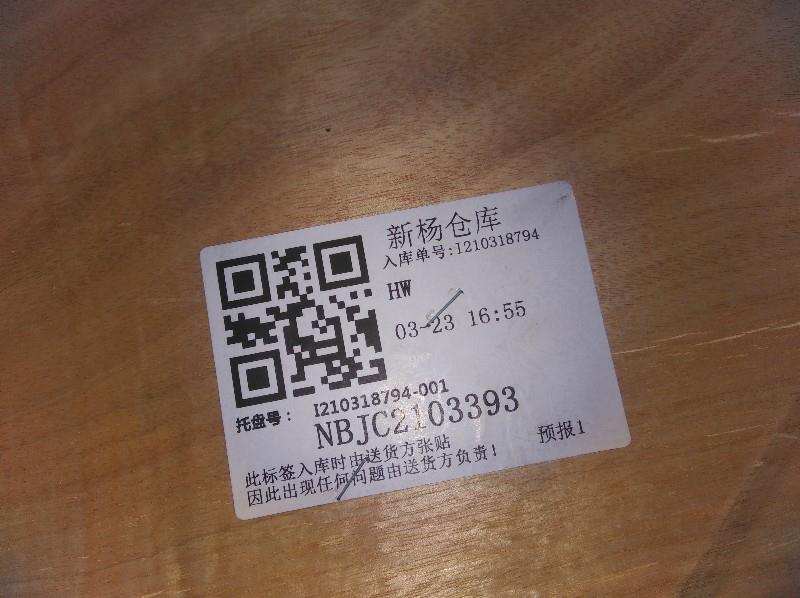 新杨仓库
入库单号:I210318794
HW
03-23 16:55
托盘号： I210318794-001
NBJC2103393
预报1
此标签入库时由送货方张贴
因此出现任何问题由送货方负责！